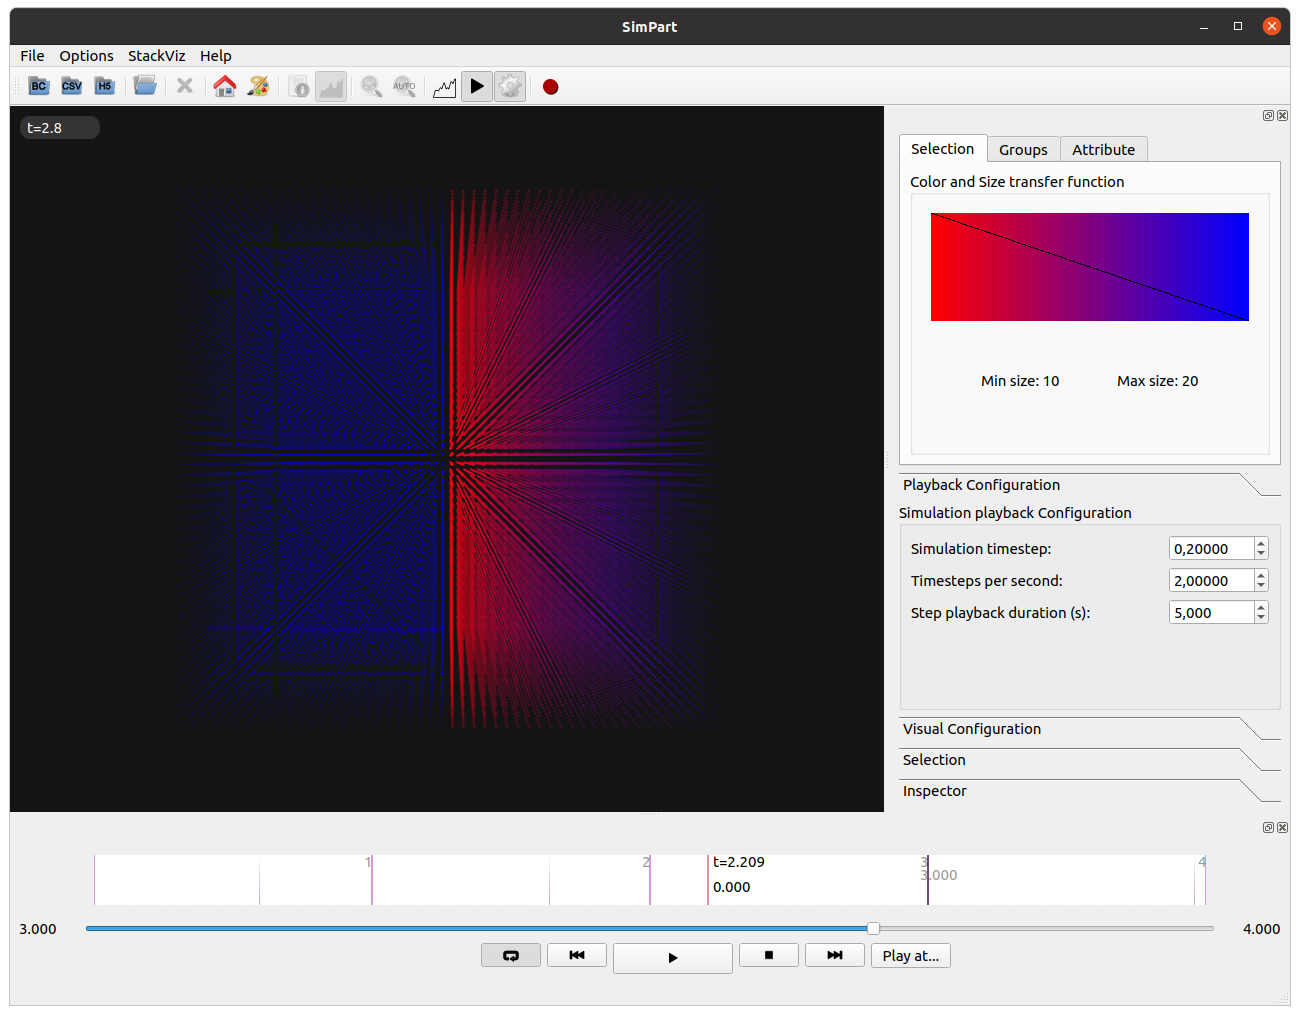 SimPart
File Options StackViz Help
BC CSV H5 AUTO
t=2.8
Selection Groups Attribute
Color and Size transfer function
Min size: 10 Max size: 20
Playback Configuration
Simulation playback Configuration
Simulation timestep: 0,20000
Timesteps per second: 2,00000
Step playback duration (s): 5,000
Visual Configuration
Selection
Inspector
1 2 t=2.209 3 4
0.000 3.000
3.000 4.000
Play at...